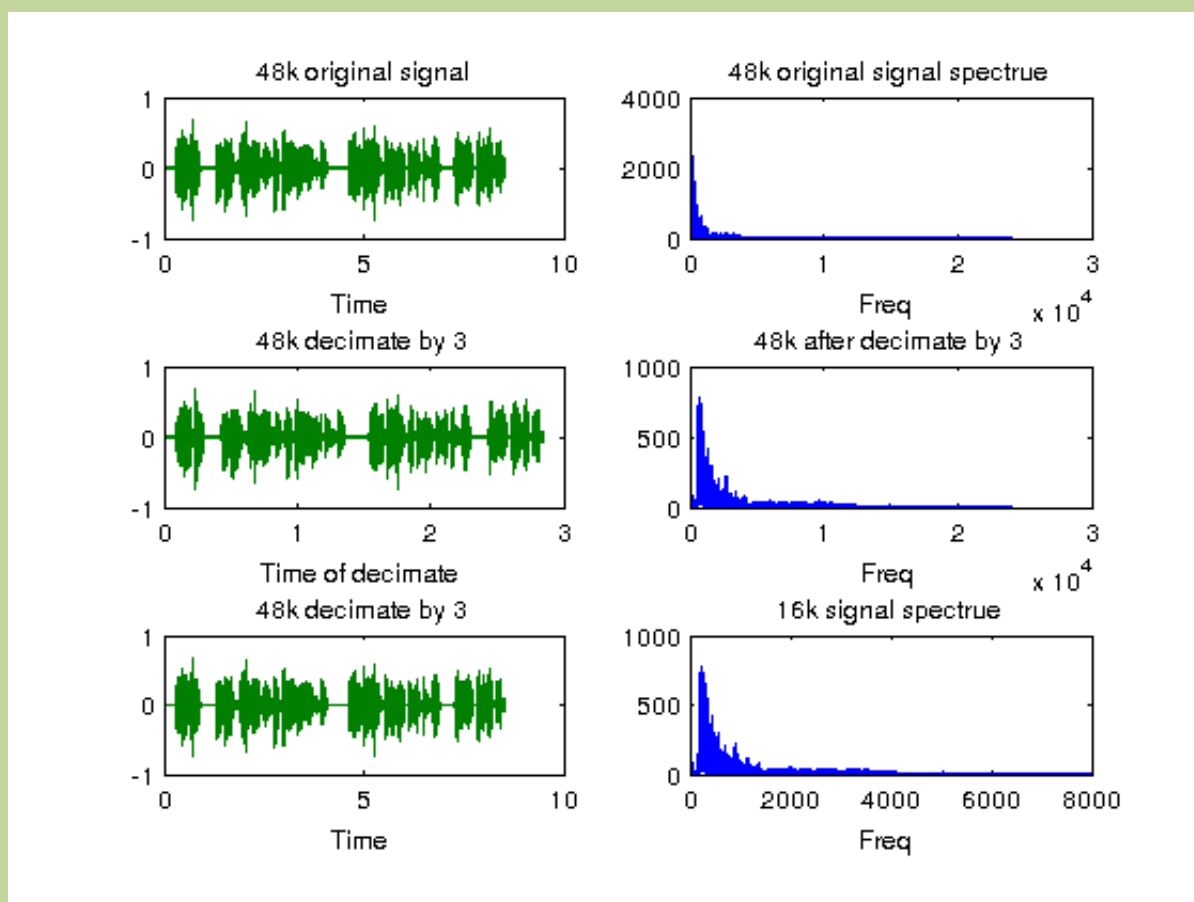 48k original signal
1
0
-1
0 5 10
Time
48k original signal spectrue
4000
2000
0
0 1 2 3
Freq
x 10^4
48k decimate by 3
1
0
-1
0 1 2 3
Time of decimate
48k after decimate by 3
1000
500
0
0 1 2 3
Freq
x 10^4
48k decimate by 3
1
0
-1
0 5 10
Time
16k signal spectrue
1000
500
0
0 2000 4000 6000 8000
Freq